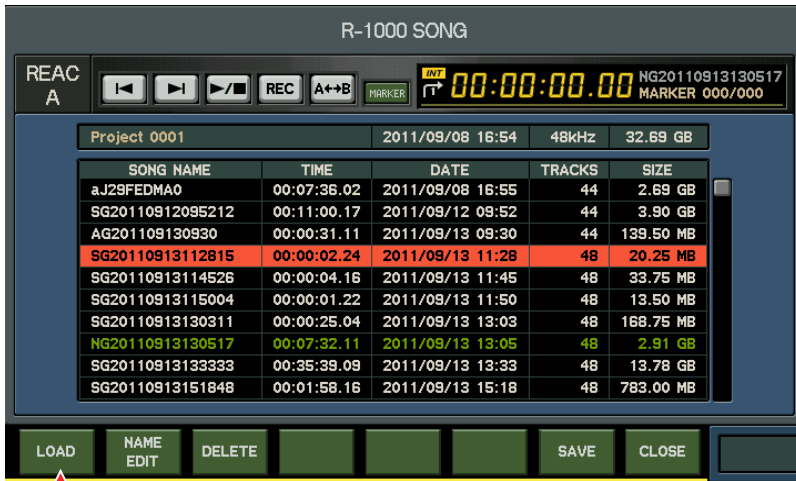 R-1000 SONG
REAC A
REC A↔B MARKER INT 00:00:00.00 NG20110913130517
MARKER 000/000
Project 0001 2011/09/08 16:54 48kHz 32.69 GB
SONG NAME TIME DATE TRACKS SIZE
aJ29FEDMA0 00:07:36.02 2011/09/08 16:55 44 2.69 GB
SG20110912095212 00:11:00.17 2011/09/12 09:52 44 3.90 GB
AG201109130930 00:00:31.11 2011/09/13 09:30 44 139.50 MB
SG20110913112815 00:00:02.24 2011/09/13 11:28 48 20.25 MB
SG20110913114526 00:00:04.16 2011/09/13 11:45 48 33.75 MB
SG20110913115004 00:00:01.22 2011/09/13 11:50 48 13.50 MB
SG20110913130311 00:00:25.04 2011/09/13 13:03 48 168.75 MB
NG20110913130517 00:07:32.11 2011/09/13 13:05 48 2.91 GB
SG20110913133333 00:35:39.09 2011/09/13 13:33 48 13.78 GB
SG20110913151848 00:01:58.16 2011/09/13 15:18 48 783.00 MB
LOAD NAME EDIT DELETE SAVE CLOSE